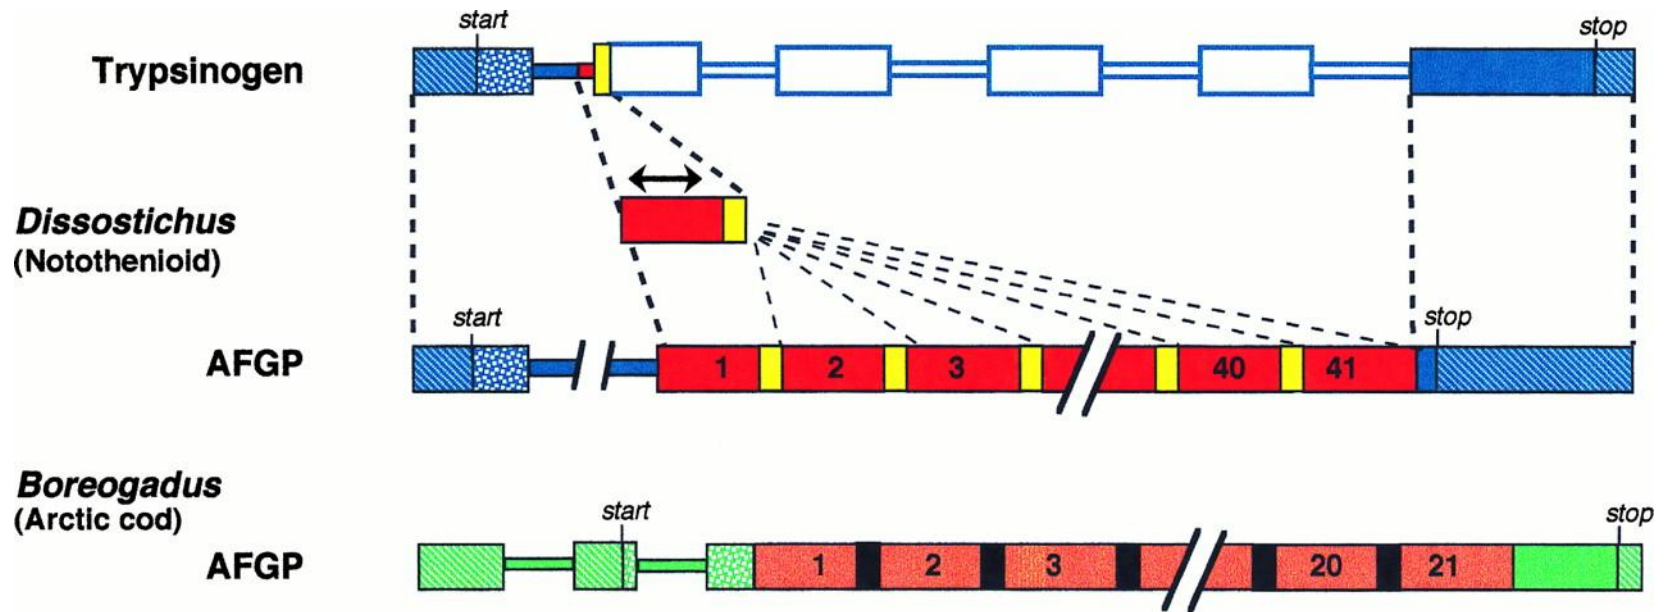 start
stop
Trypsinogen
Dissostichus
(Notothenioid)
start
stop
AFGP 1 2 3 40 41
Boreogadus
(Arctic cod)
start
stop
AFGP 1 2 3 20 21